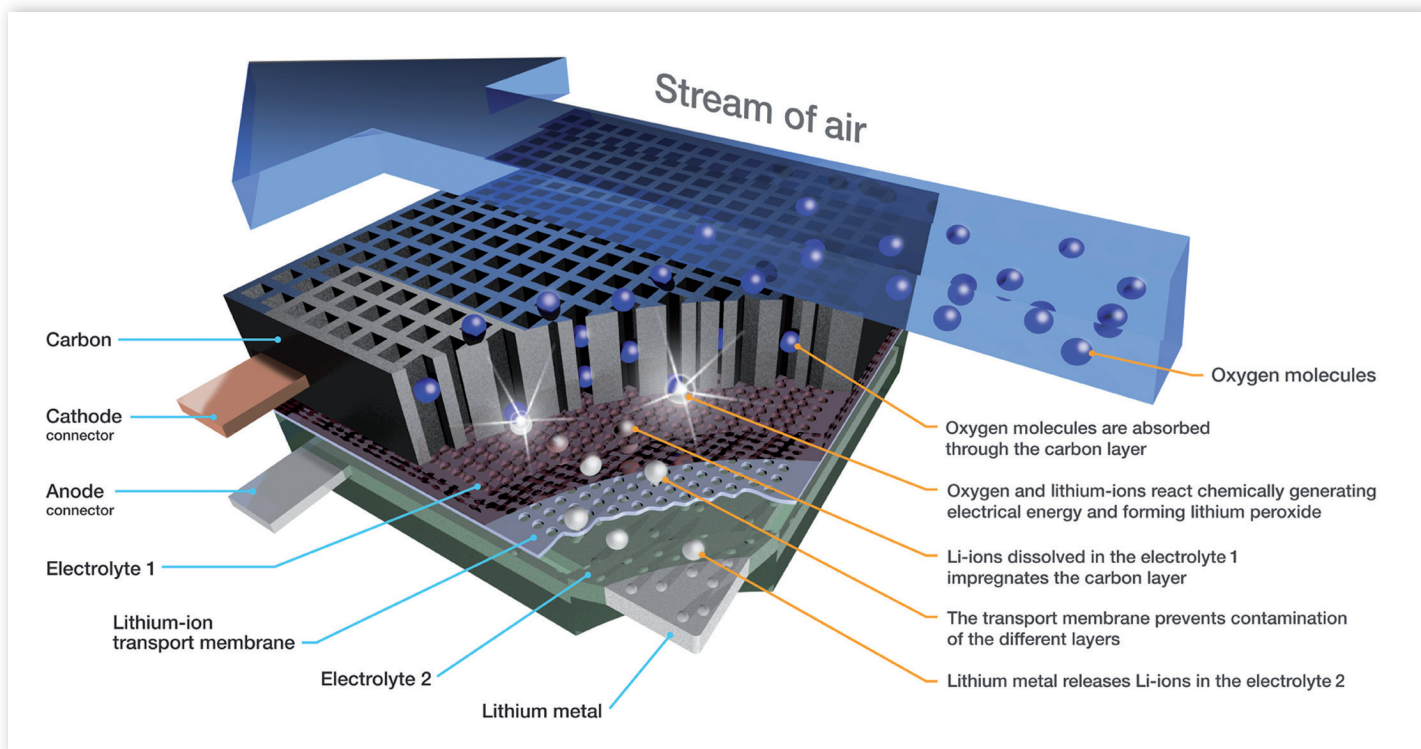 Stream of air
Carbon
Cathode
connector
Anode
connector
Electrolyte 1
Lithium-ion
transport membrane
Electrolyte 2
Lithium metal
Oxygen molecules
Oxygen molecules are absorbed
through the carbon layer
Oxygen and lithium-ions react chemically generating
electrical energy and forming lithium peroxide
Li-ions dissolved in the electrolyte 1
impregnates the carbon layer
The transport membrane prevents contamination
of the different layers
Lithium metal releases Li-ions in the electrolyte 2